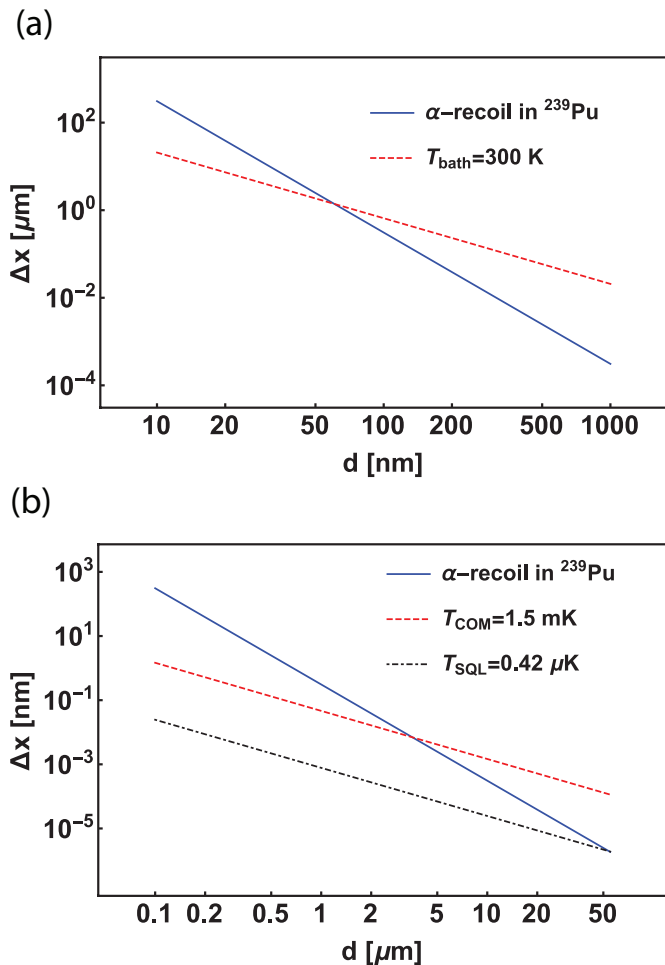 (a)
Δx [μm]
10²
10⁰
10⁻²
10⁻⁴
α−recoil in ²³⁹Pu
T_bath=300 K
10 20 50 100 200 500 1000
d [nm]
(b)
Δx [nm]
10³
10¹
10⁻¹
10⁻³
10⁻⁵
α−recoil in ²³⁹Pu
T_COM=1.5 mK
T_SQL=0.42 μK
0.1 0.2 0.5 1 2 5 10 20 50
d [μm]